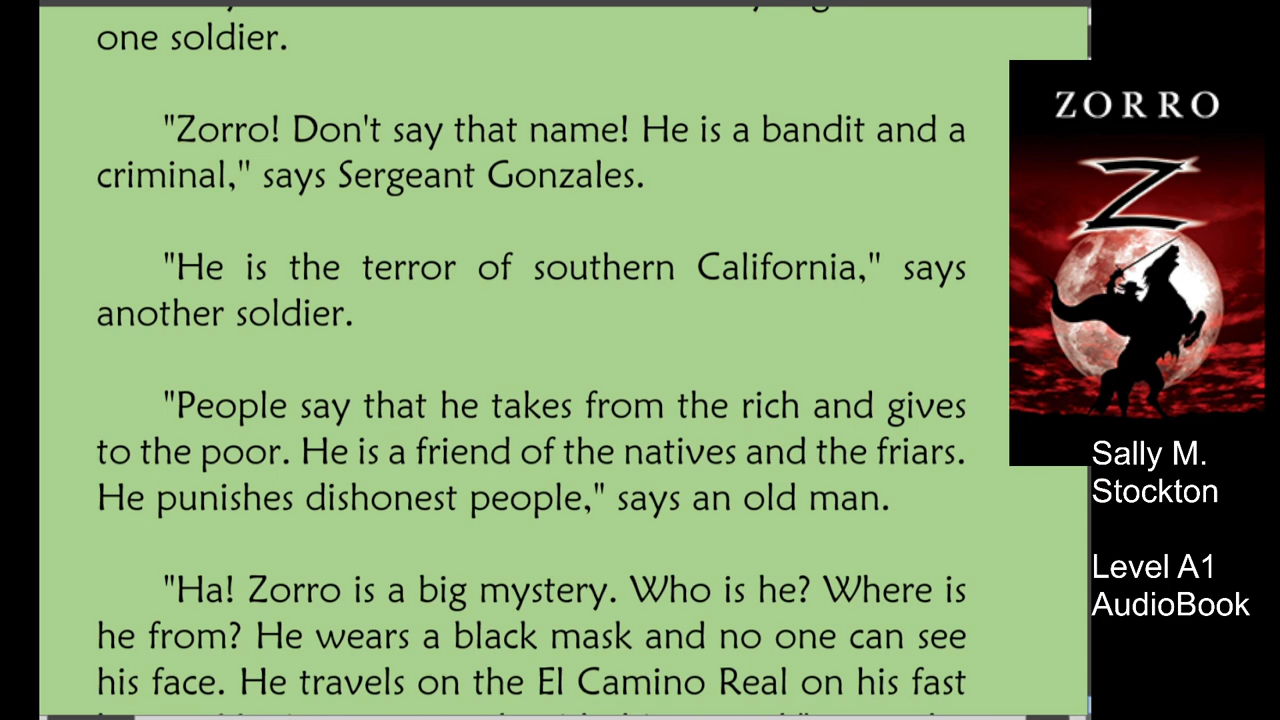 one soldier.
"Zorro! Don't say that name! He is a bandit and a
criminal," says Sergeant Gonzales.
"He is the terror of southern California," says
another soldier.
"People say that he takes from the rich and gives
to the poor. He is a friend of the natives and the friars.
He punishes dishonest people," says an old man.
"Ha! Zorro is a big mystery. Who is he? Where is
he from? He wears a black mask and no one can see
his face. He travels on the El Camino Real on his fast
ZORRO
Z
Sally M.
Stockton
Level A1
AudioBook